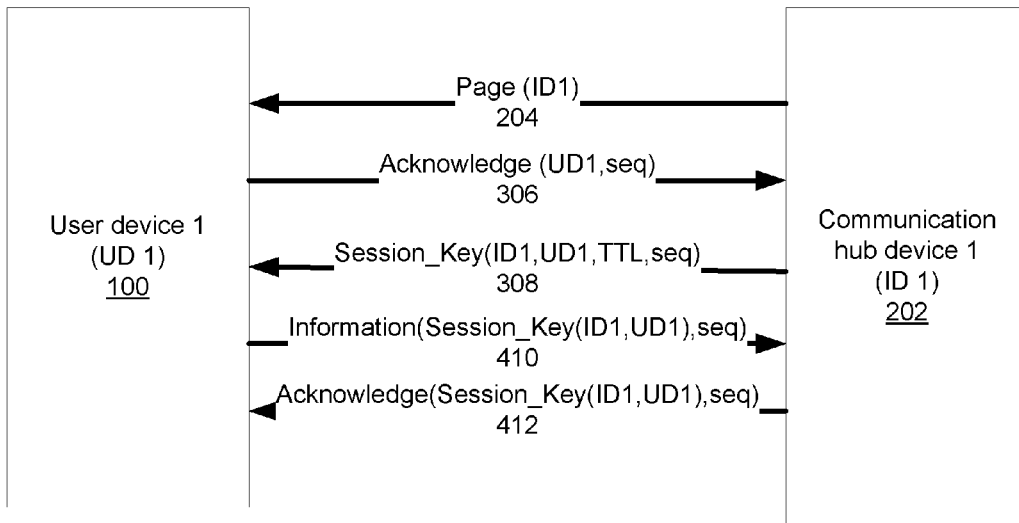 Page (ID1)
204
Acknowledge (UD1,seq)
306
User device 1
(UD 1)
100
Session_Key(ID1,UD1,TTL,seq)
308
Communication
hub device 1
(ID 1)
202
Information(Session_Key(ID1,UD1),seq)
410
Acknowledge(Session_Key(ID1,UD1),seq)
412